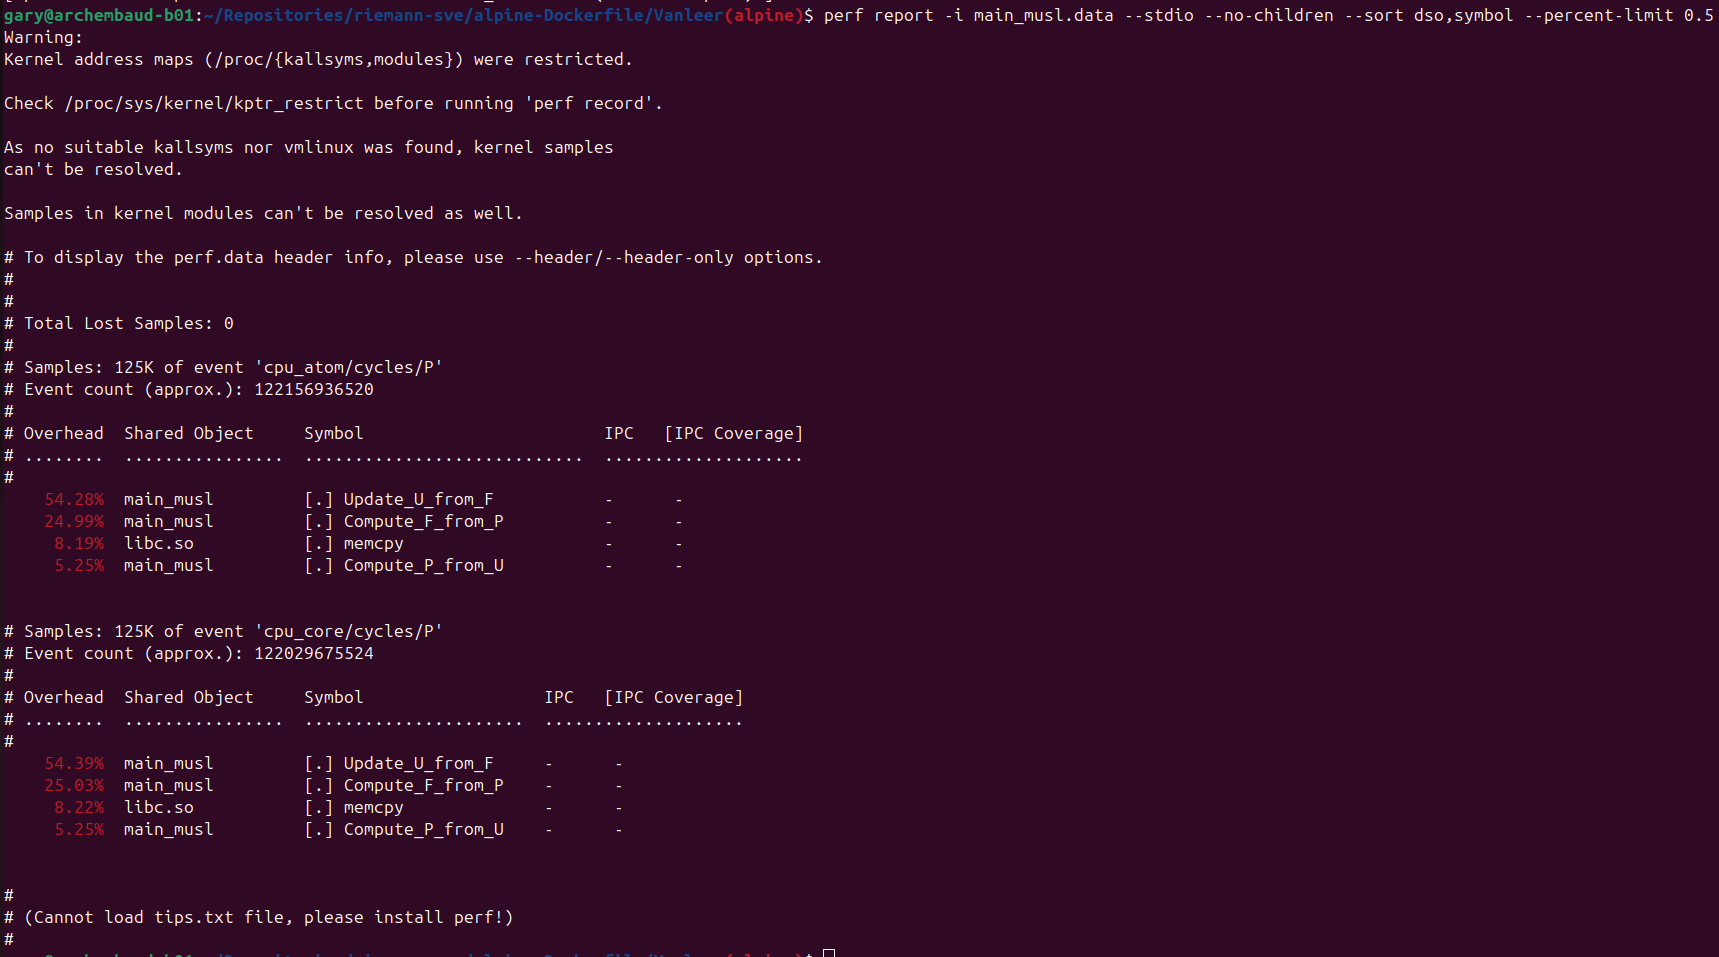 gary@archembaud-b01:~/Repositories/riemann-sve/alpine-Dockerfile/Vanleer(alpine)$ perf report -i main_musl.data --stdio --no-children --sort dso,symbol --percent-limit 0.5
Warning:
Kernel address maps (/proc/{kallsyms,modules}) were restricted.
Check /proc/sys/kernel/kptr_restrict before running 'perf record'.
As no suitable kallsyms nor vmlinux was found, kernel samples
can't be resolved.
Samples in kernel modules can't be resolved as well.
# To display the perf.data header info, please use --header/--header-only options.
#
#
# Total Lost Samples: 0
#
# Samples: 125K of event 'cpu_atom/cycles/P'
# Event count (approx.): 122156936520
#
# Overhead  Shared Object     Symbol                        IPC   [IPC Coverage]
# ........  ................  ............................  ....................
#
    54.28%  main_musl         [.] Update_U_from_F           -      -
    24.99%  main_musl         [.] Compute_F_from_P          -      -
     8.19%  libc.so           [.] memcpy                    -      -
     5.25%  main_musl         [.] Compute_P_from_U          -      -
# Samples: 125K of event 'cpu_core/cycles/P'
# Event count (approx.): 122029675524
#
# Overhead  Shared Object     Symbol                  IPC   [IPC Coverage]
# ........  ................  ......................  ....................
#
    54.39%  main_musl         [.] Update_U_from_F     -      -
    25.03%  main_musl         [.] Compute_F_from_P    -      -
     8.22%  libc.so           [.] memcpy              -      -
     5.25%  main_musl         [.] Compute_P_from_U    -      -
#
# (Cannot load tips.txt file, please install perf!)
#